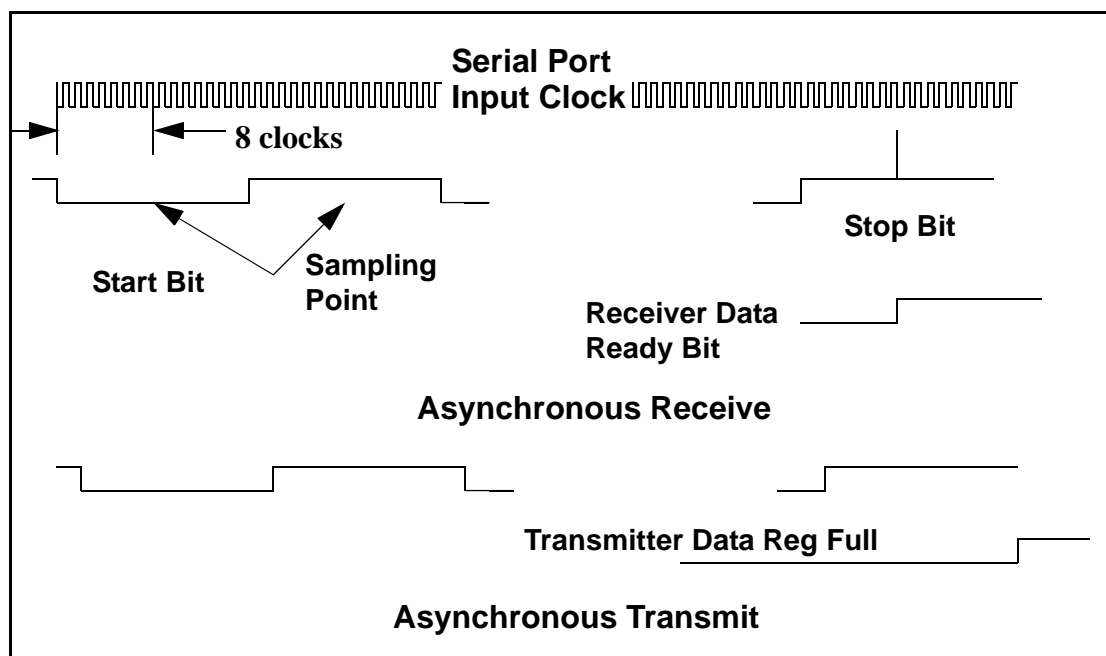 Serial Port
Input Clock
8 clocks
Stop Bit
Start Bit
Sampling
Point
Receiver Data
Ready Bit
Asynchronous Receive
Transmitter Data Reg Full
Asynchronous Transmit